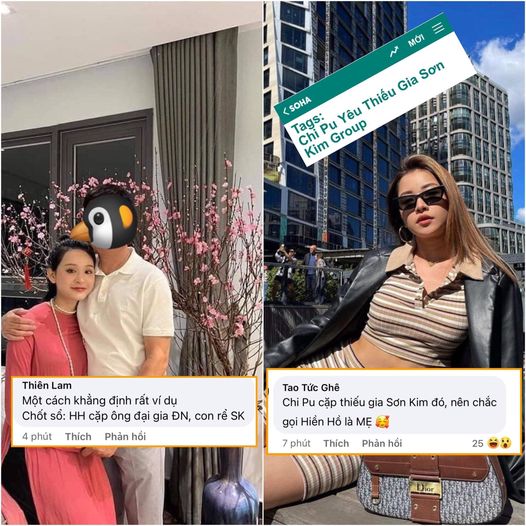 SOHA
MỚI
Tags:
Chi Pu Yêu Thiếu Gia Sơn
Kim Group
Thiên Lam
Một cách khẳng định rất ví dụ
Chốt sổ: HH cặp ông đại gia ĐN, con rể SK
4 phút Thích Phản hồi
Tao Tức Ghê
Chi Pu cặp thiếu gia Sơn Kim đó, nên chắc
gọi Hiền Hồ là MẸ 🥰
7 phút Thích Phản hồi 25
Dior